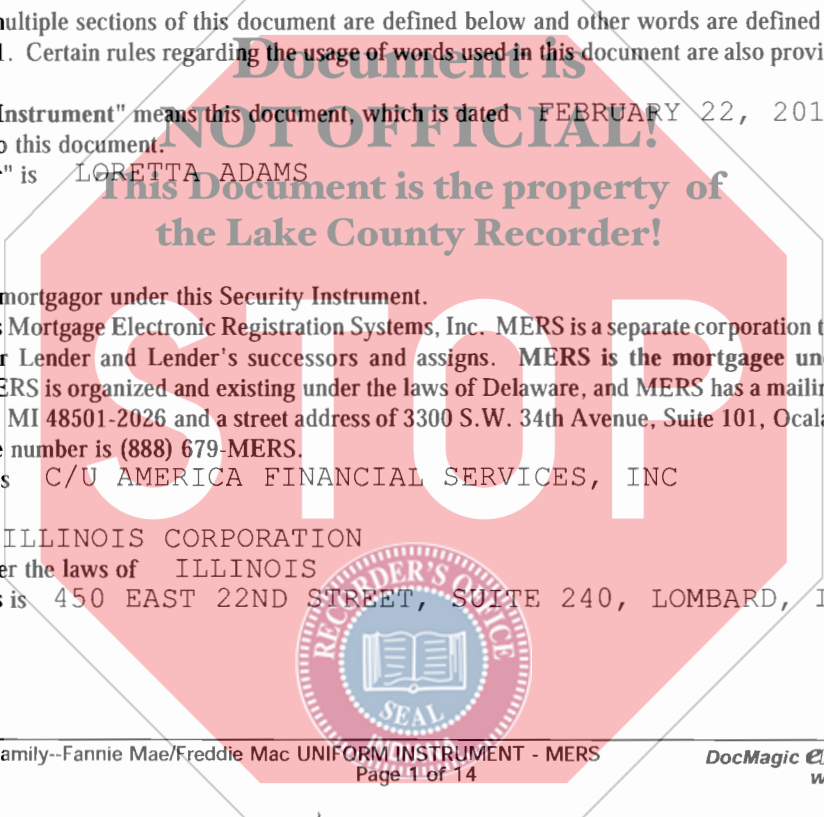 multiple sections of this document are defined below and other words are defined
. Certain rules regarding the usage of words used in this document are also provi
Document is
Instrument" means this document, which is dated FEBRUARY 22, 201
NOT OFFICIAL!
o this document.
" is LORETTA ADAMS
This Document is the property of
the Lake County Recorder!
mortgagor under this Security Instrument.
s Mortgage Electronic Registration Systems, Inc. MERS is a separate corporation t
r Lender and Lender's successors and assigns. MERS is the mortgagee un
ERS is organized and existing under the laws of Delaware, and MERS has a mailin
MI 48501-2026 and a street address of 3300 S.W. 34th Avenue, Suite 101, Ocala
e number is (888) 679-MERS.
STOP
s C/U AMERICA FINANCIAL SERVICES, INC
ILLINOIS CORPORATION
er the laws of ILLINOIS
s is 450 EAST 22ND STREET, SUITE 240, LOMBARD, I
RECORDER'S OFFICE
SEAL
amily--Fannie Mae/Freddie Mac UNIFORM INSTRUMENT - MERS
Page 1 of 14
DocMagic e
w